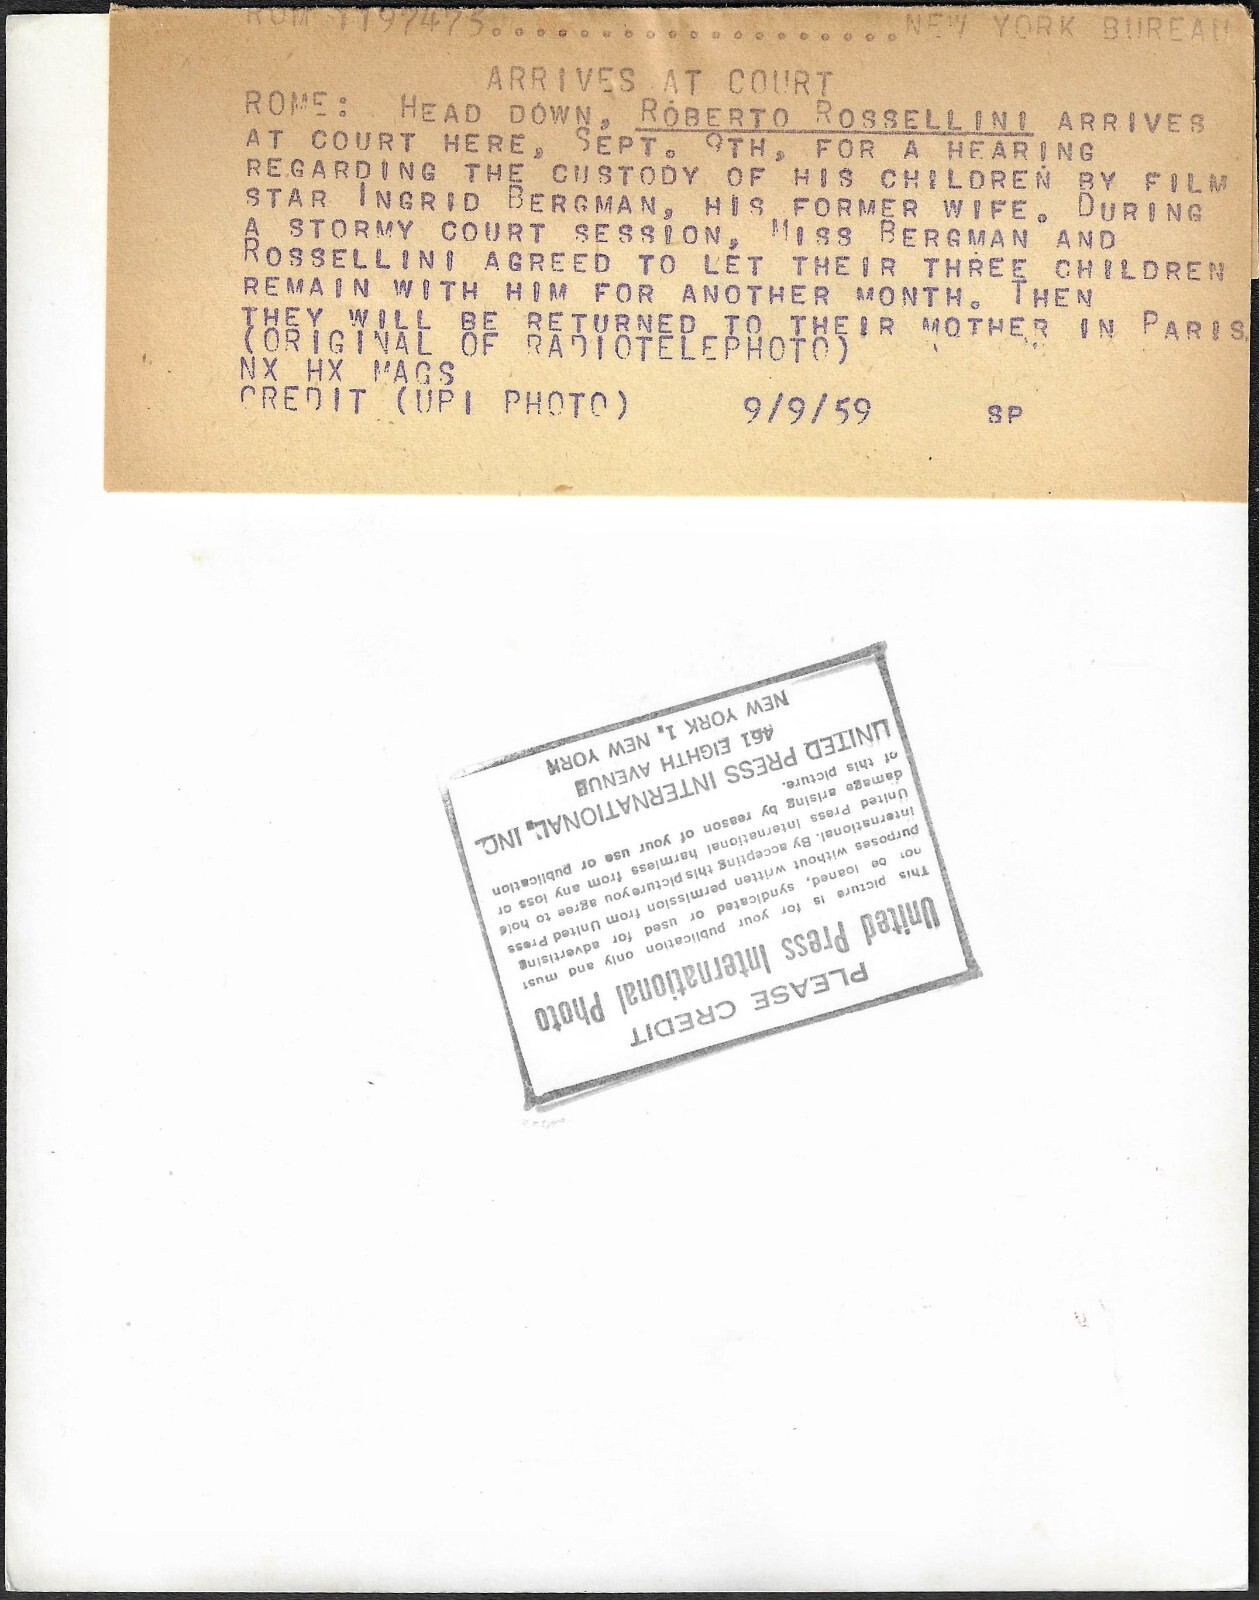 ROM 1197475.....................NEW YORK BUREAU
ARRIVES AT COURT
ROME: HEAD DOWN, ROBERTO ROSSELLINI ARRIVES
AT COURT HERE, SEPT. 9TH, FOR A HEARING
REGARDING THE CUSTODY OF HIS CHILDREN BY FILM
STAR INGRID BERGMAN, HIS FORMER WIFE. DURING
A STORMY COURT SESSION, MISS BERGMAN AND
ROSSELLINI AGREED TO LET THEIR THREE CHILDREN
REMAIN WITH HIM FOR ANOTHER MONTH. THEN
THEY WILL BE RETURNED TO THEIR MOTHER IN PARIS.
(ORIGINAL OF RADIOTELEPHOTO)
NX HX MAGS
CREDIT (UPI PHOTO) 9/9/59 SP
PLEASE CREDIT
United Press International Photo
This picture is for your publication only and must
not be loaned, syndicated or used for advertising
purposes without written permission from United Press
International. By accepting this picture you agree to hold
United Press International harmless from any loss or
damage arising by reason of your use or publication
of this picture.
UNITED PRESS INTERNATIONAL, INC.
461 EIGHTH AVENUE
NEW YORK 1, NEW YORK